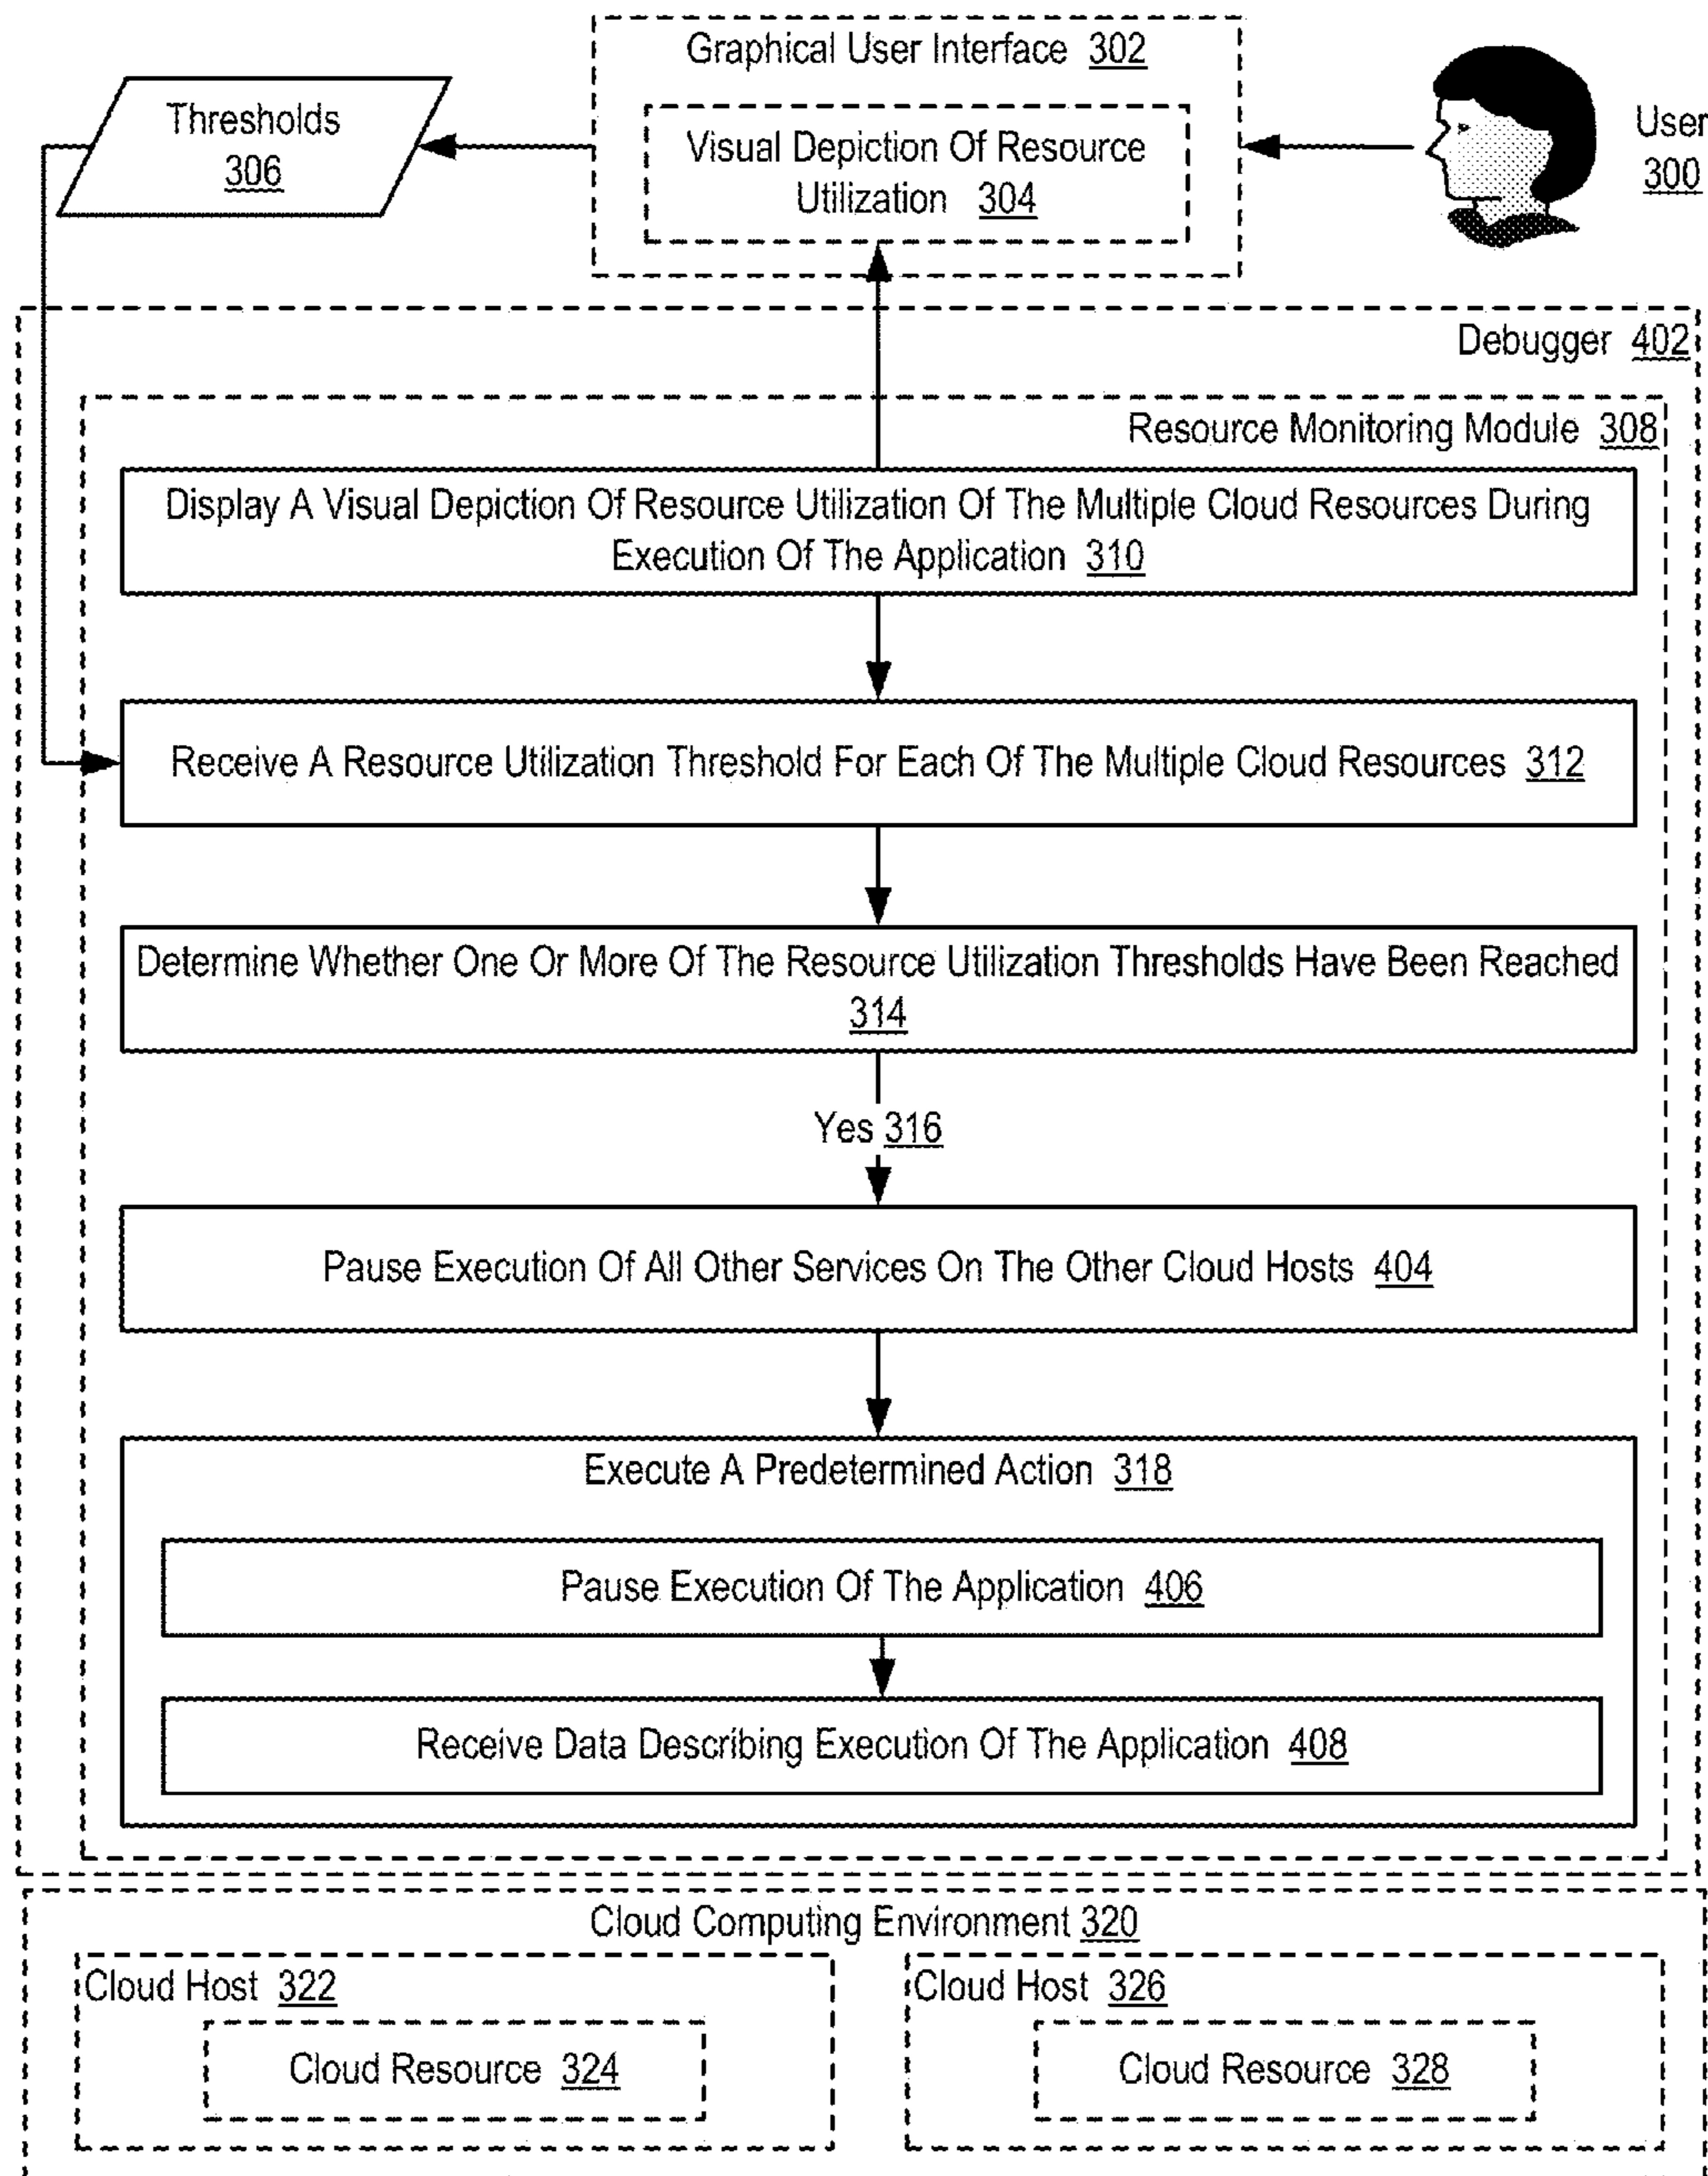 Graphical User Interface 302
Thresholds
306
Visual Depiction Of Resource
Utilization 304
User
300
Debugger 402
Resource Monitoring Module 308
Display A Visual Depiction Of Resource Utilization Of The Multiple Cloud Resources During
Execution Of The Application 310
Receive A Resource Utilization Threshold For Each Of The Multiple Cloud Resources 312
Determine Whether One Or More Of The Resource Utilization Thresholds Have Been Reached
314
Yes 316
Pause Execution Of All Other Services On The Other Cloud Hosts 404
Execute A Predetermined Action 318
Pause Execution Of The Application 406
Receive Data Describing Execution Of The Application 408
Cloud Computing Environment 320
Cloud Host 322
Cloud Resource 324
Cloud Host 326
Cloud Resource 328